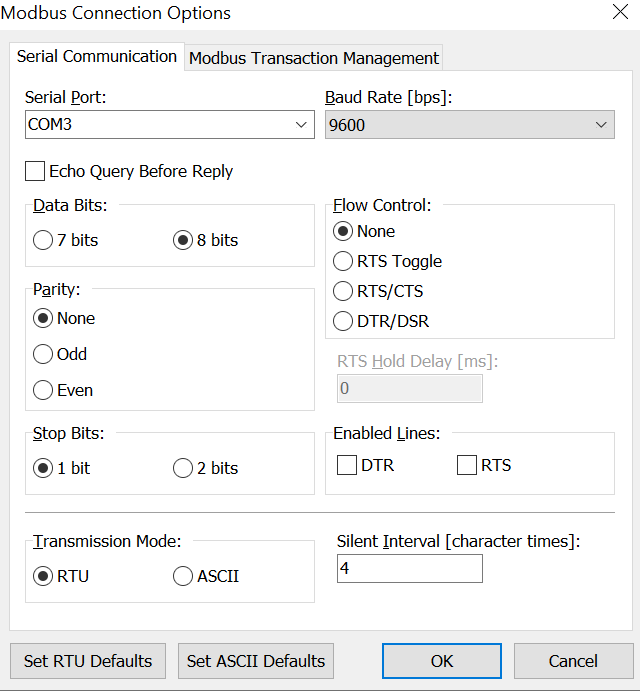 Modbus Connection Options
Serial Communication
Modbus Transaction Management
Serial Port:
Baud Rate [bps]:
COM3
9600
Echo Query Before Reply
Data Bits:
7 bits
8 bits
Flow Control:
None
RTS Toggle
RTS/CTS
DTR/DSR
Parity:
None
Odd
Even
RTS Hold Delay [ms]:
0
Stop Bits:
1 bit
2 bits
Enabled Lines:
DTR
RTS
Transmission Mode:
RTU
ASCII
Silent Interval [character times]:
4
Set RTU Defaults
Set ASCII Defaults
OK
Cancel